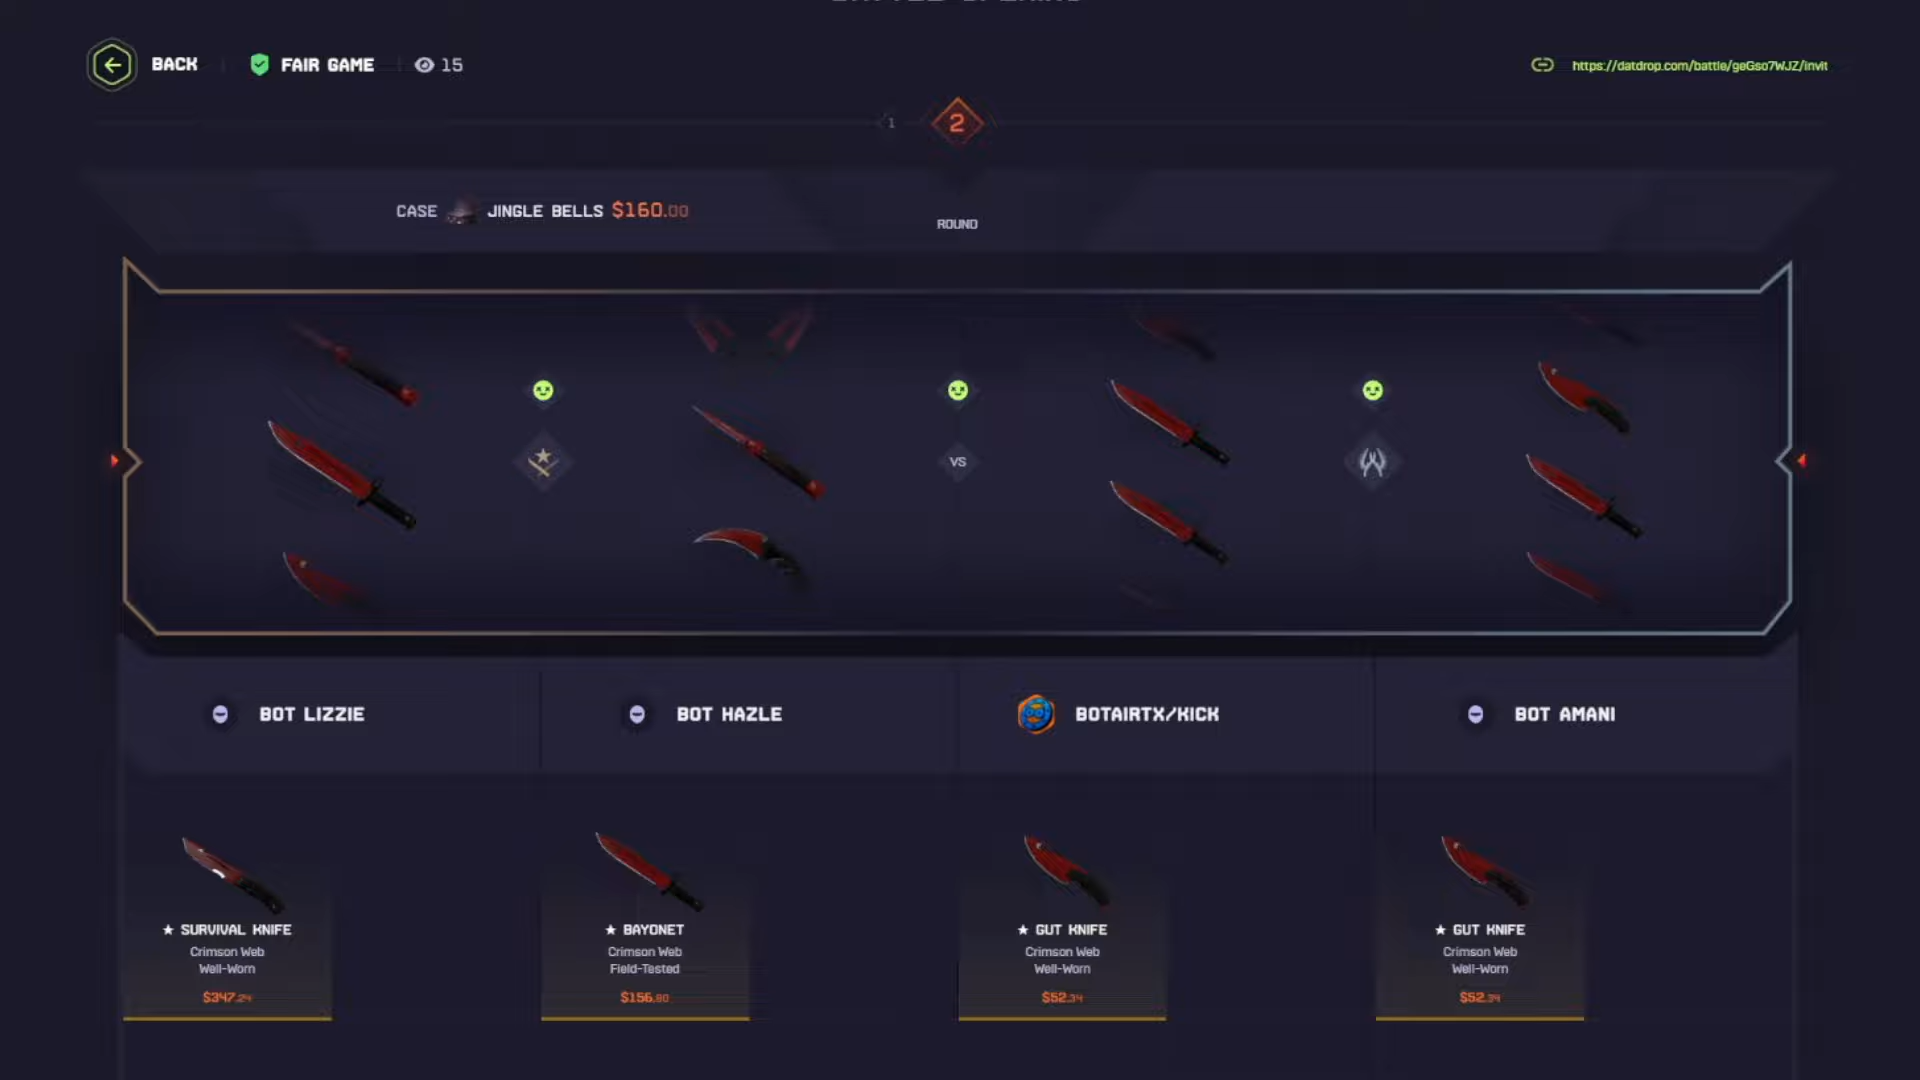 BACK
FAIR GAME
15
https://datdrop.com/battle/geGso7WJZ/invit
1
2
CASE JINGLE BELLS $160.00
ROUND
VS
BOT LIZZIE
BOT HAZLE
BOTAIRTX/KICK
BOT AMANI
★ SURVIVAL KNIFE
Crimson Web
Well-Worn
$347.24
★ BAYONET
Crimson Web
Field-Tested
$156.80
★ GUT KNIFE
Crimson Web
Well-Worn
$52.34
★ GUT KNIFE
Crimson Web
Well-Worn
$52.34